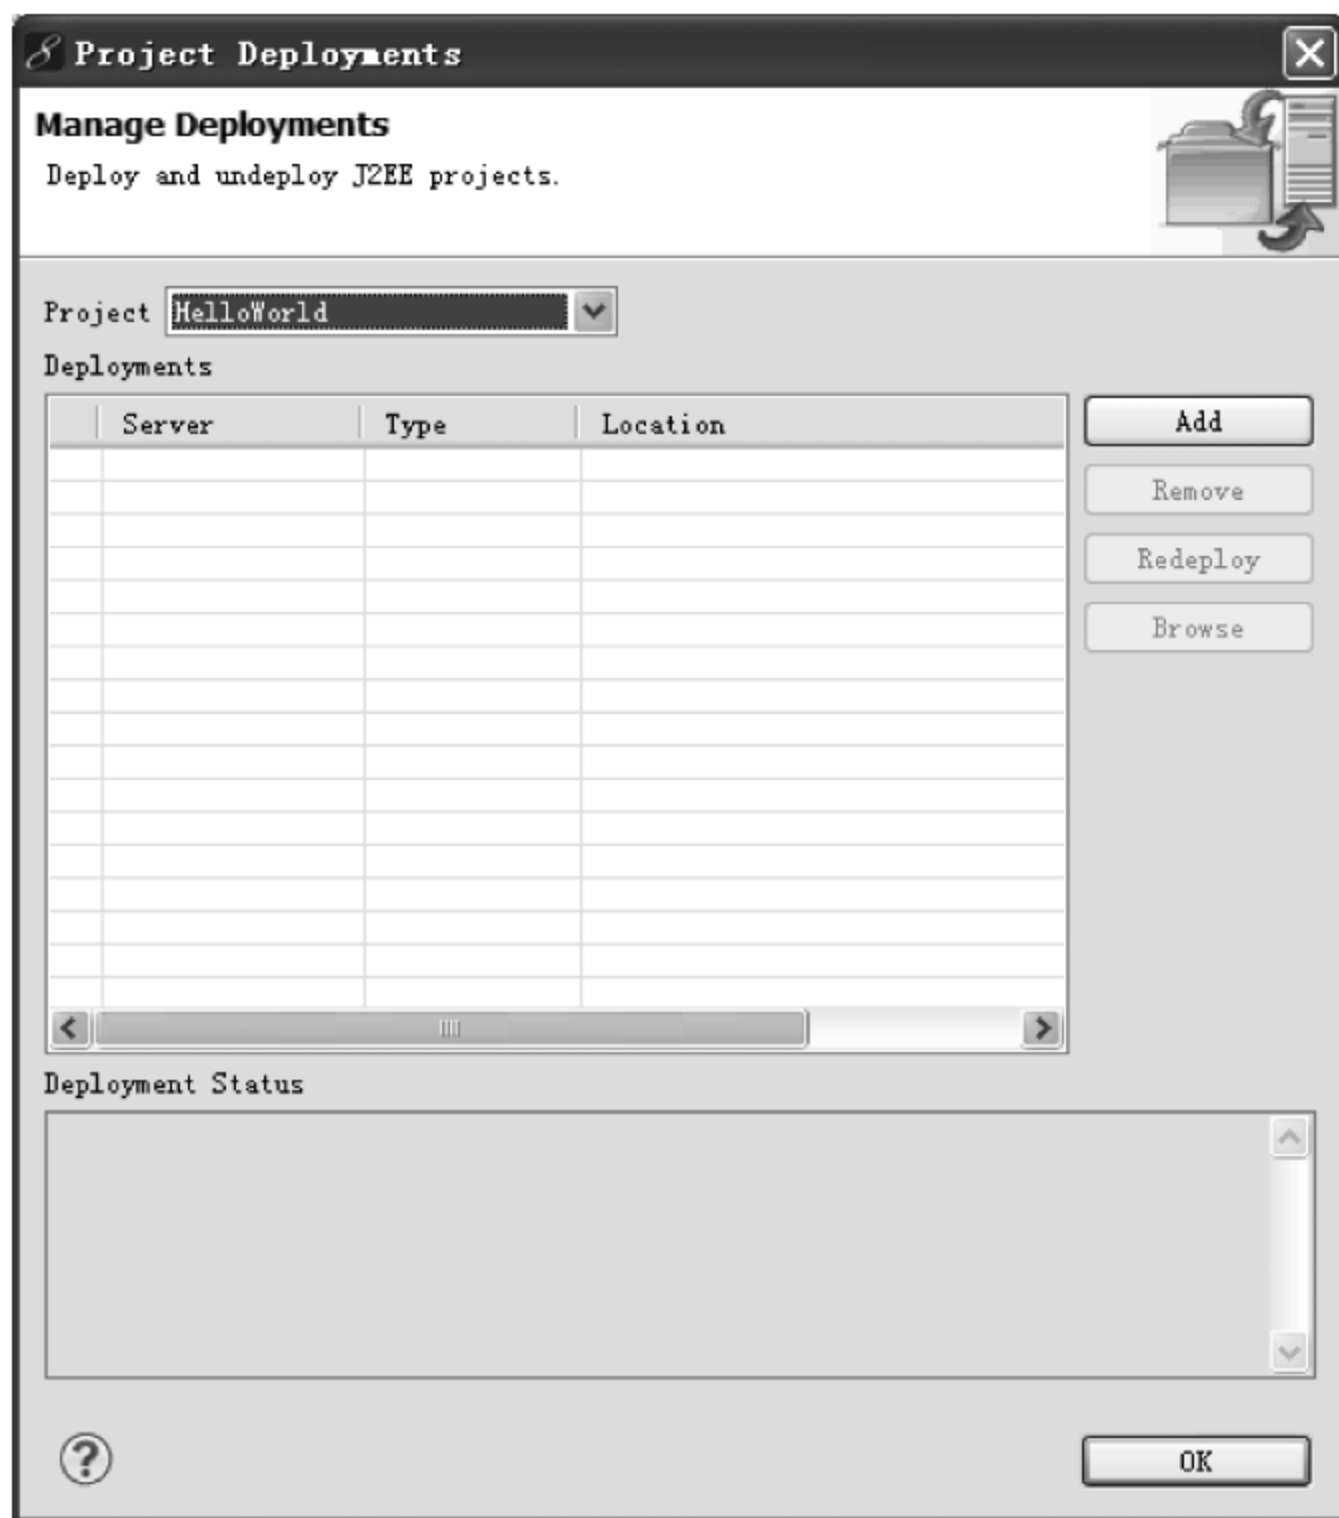 Project Deployments
Manage Deployments
Deploy and undeploy J2EE projects.
Project HelloWorld
Deployments
Server Type Location
Add
Remove
Redeploy
Browse
Deployment Status
?
OK